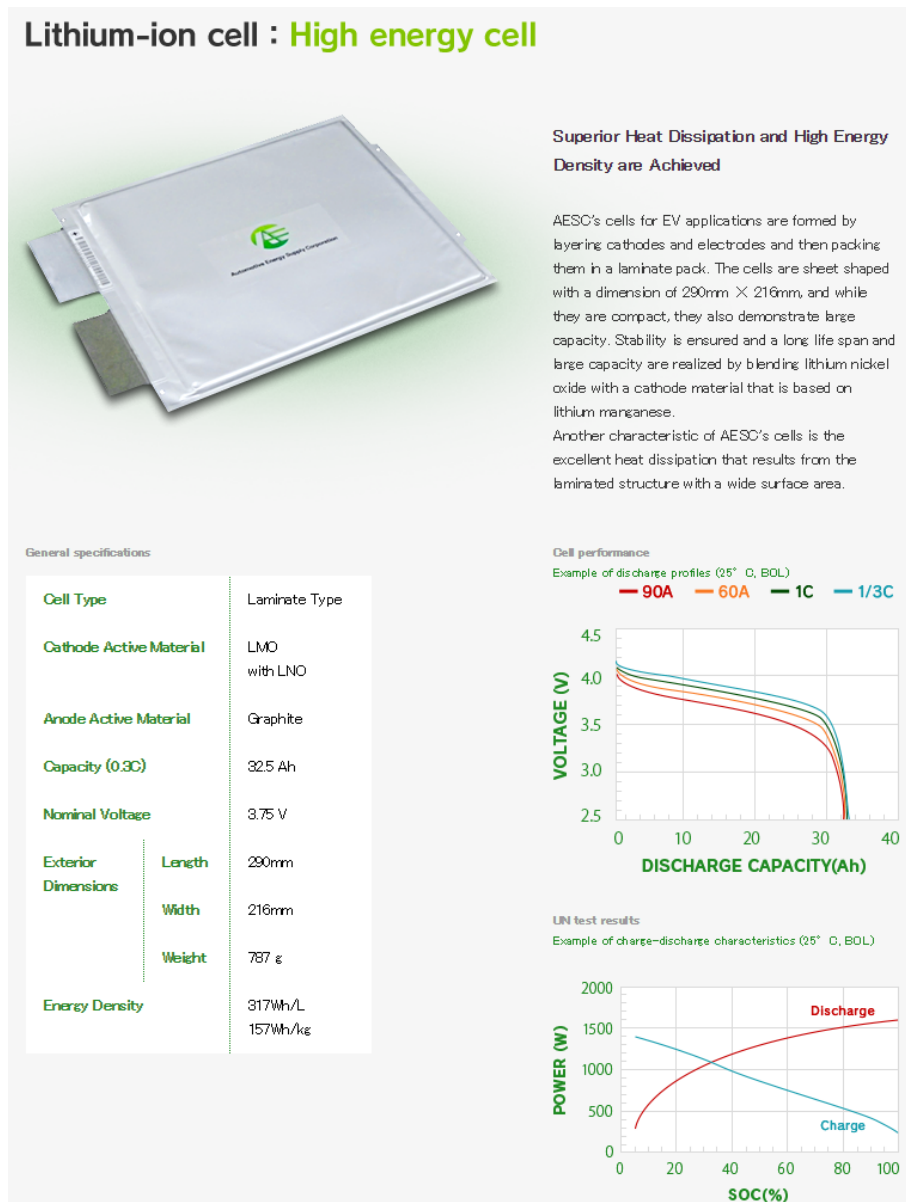 Lithium-ion cell : High energy cell
Automotive Energy Supply Corporation
Superior Heat Dissipation and High Energy
Density are Achieved
AESC's cells for EV applications are formed by
layering cathodes and electrodes and then packing
them in a laminate pack. The cells are sheet shaped
with a dimension of 290mm × 216mm, and while
they are compact, they also demonstrate large
capacity. Stability is ensured and a long life span and
large capacity are realized by blending lithium nickel
oxide with a cathode material that is based on
lithium manganese.
Another characteristic of AESC's cells is the
excellent heat dissipation that results from the
laminated structure with a wide surface area.
General specifications
Cell Type Laminate Type
Cathode Active Material LMO
with LNO
Anode Active Material Graphite
Capacity (0.3C) 32.5 Ah
Nominal Voltage 3.75 V
Exterior Dimensions Length 290mm
Width 216mm
Weight 787 g
Energy Density 317Wh/L
157Wh/kg
Cell performance
Example of discharge profiles (25° C, BOL)
90A 60A 1C 1/3C
VOLTAGE (V)
4.5
4.0
3.5
3.0
2.5
0 10 20 30 40
DISCHARGE CAPACITY(Ah)
UN test results
Example of charge-discharge characteristics (25° C, BOL)
POWER (W)
2000
1500
1000
500
0
Discharge
Charge
0 20 40 60 80 100
SOC(%)